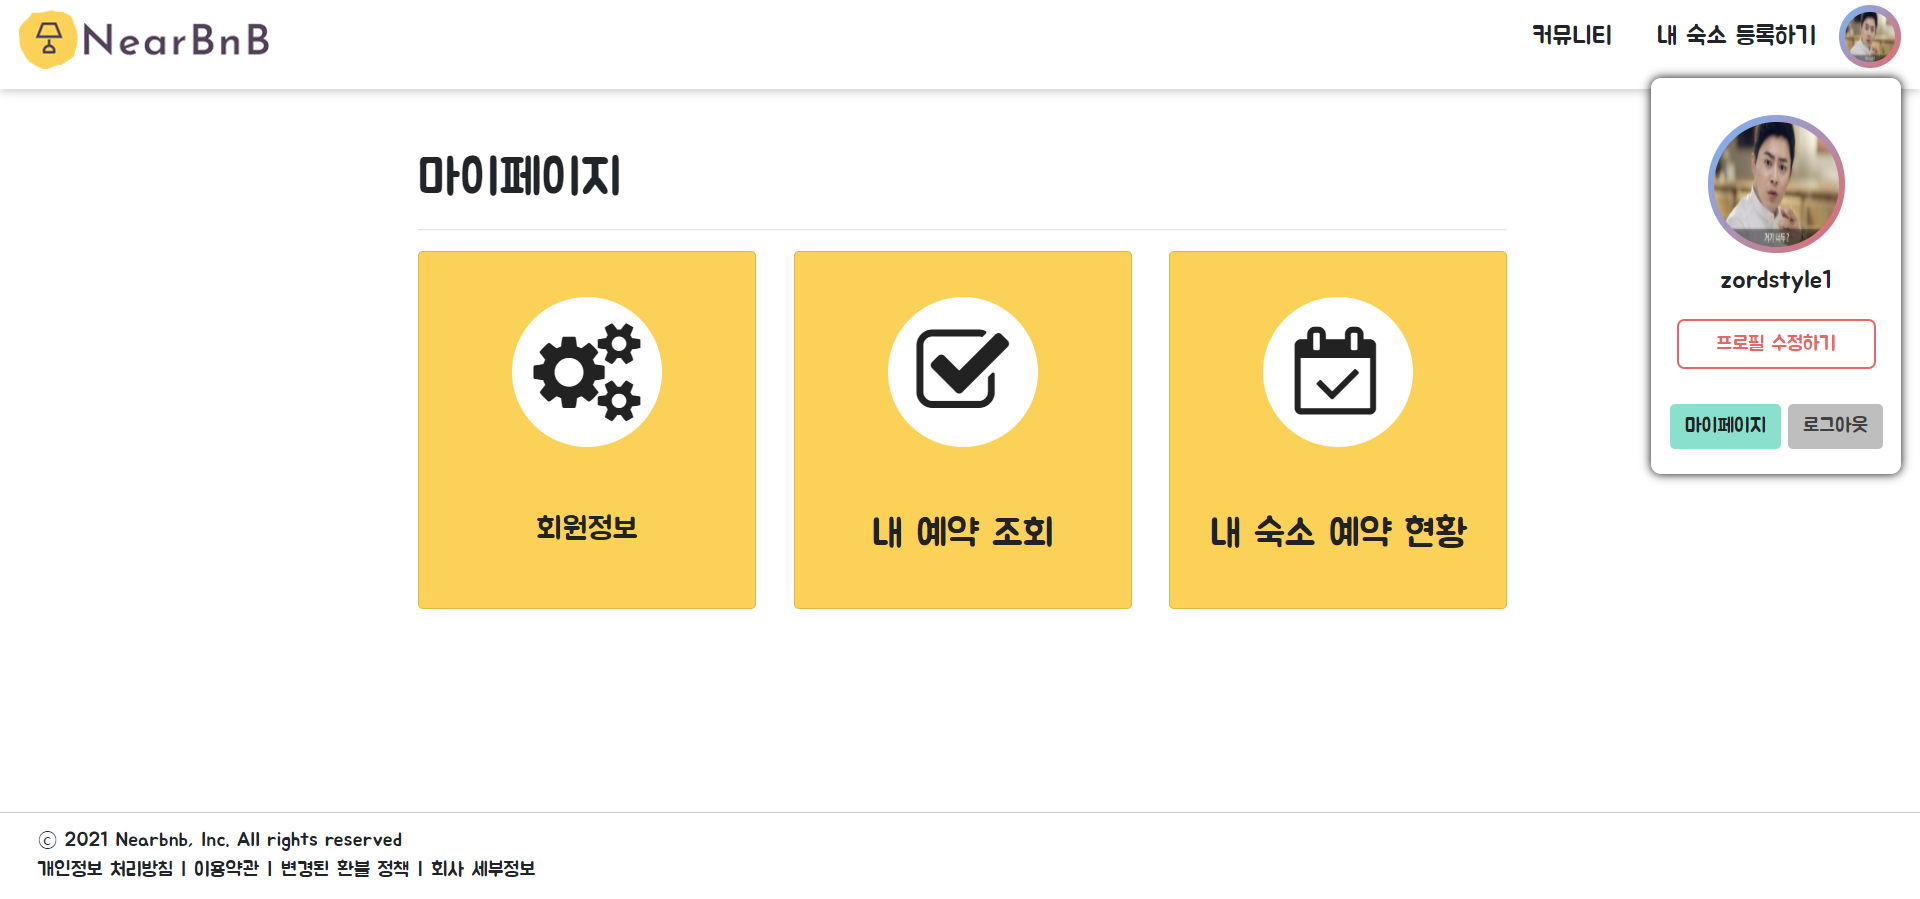 NearBnB
커뮤니티
내 숙소 등록하기
마이페이지
거기 너두?
zordstyle1
프로필 수정하기
마이페이지
로그아웃
회원정보
내 예약 조회
내 숙소 예약 현황
ⓒ 2021 Nearbnb, Inc. All rights reserved
개인정보 처리방침 | 이용약관 | 변경된 환불 정책 | 회사 세부정보